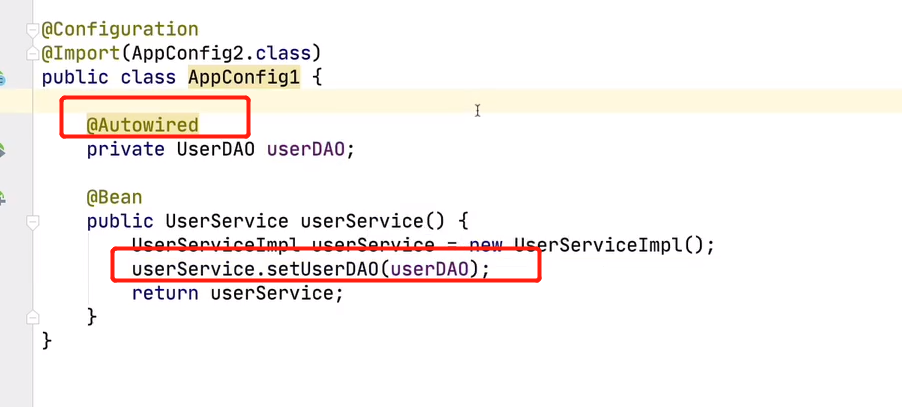 @Configuration
@Import(AppConfig2.class)
public class AppConfig1 {
@Autowired
private UserDAO userDAO;
@Bean
public UserService userService() {
UserServiceImpl userService = new UserServiceImpl();
userService.setUserDAO(userDAO);
return userService;
}
}